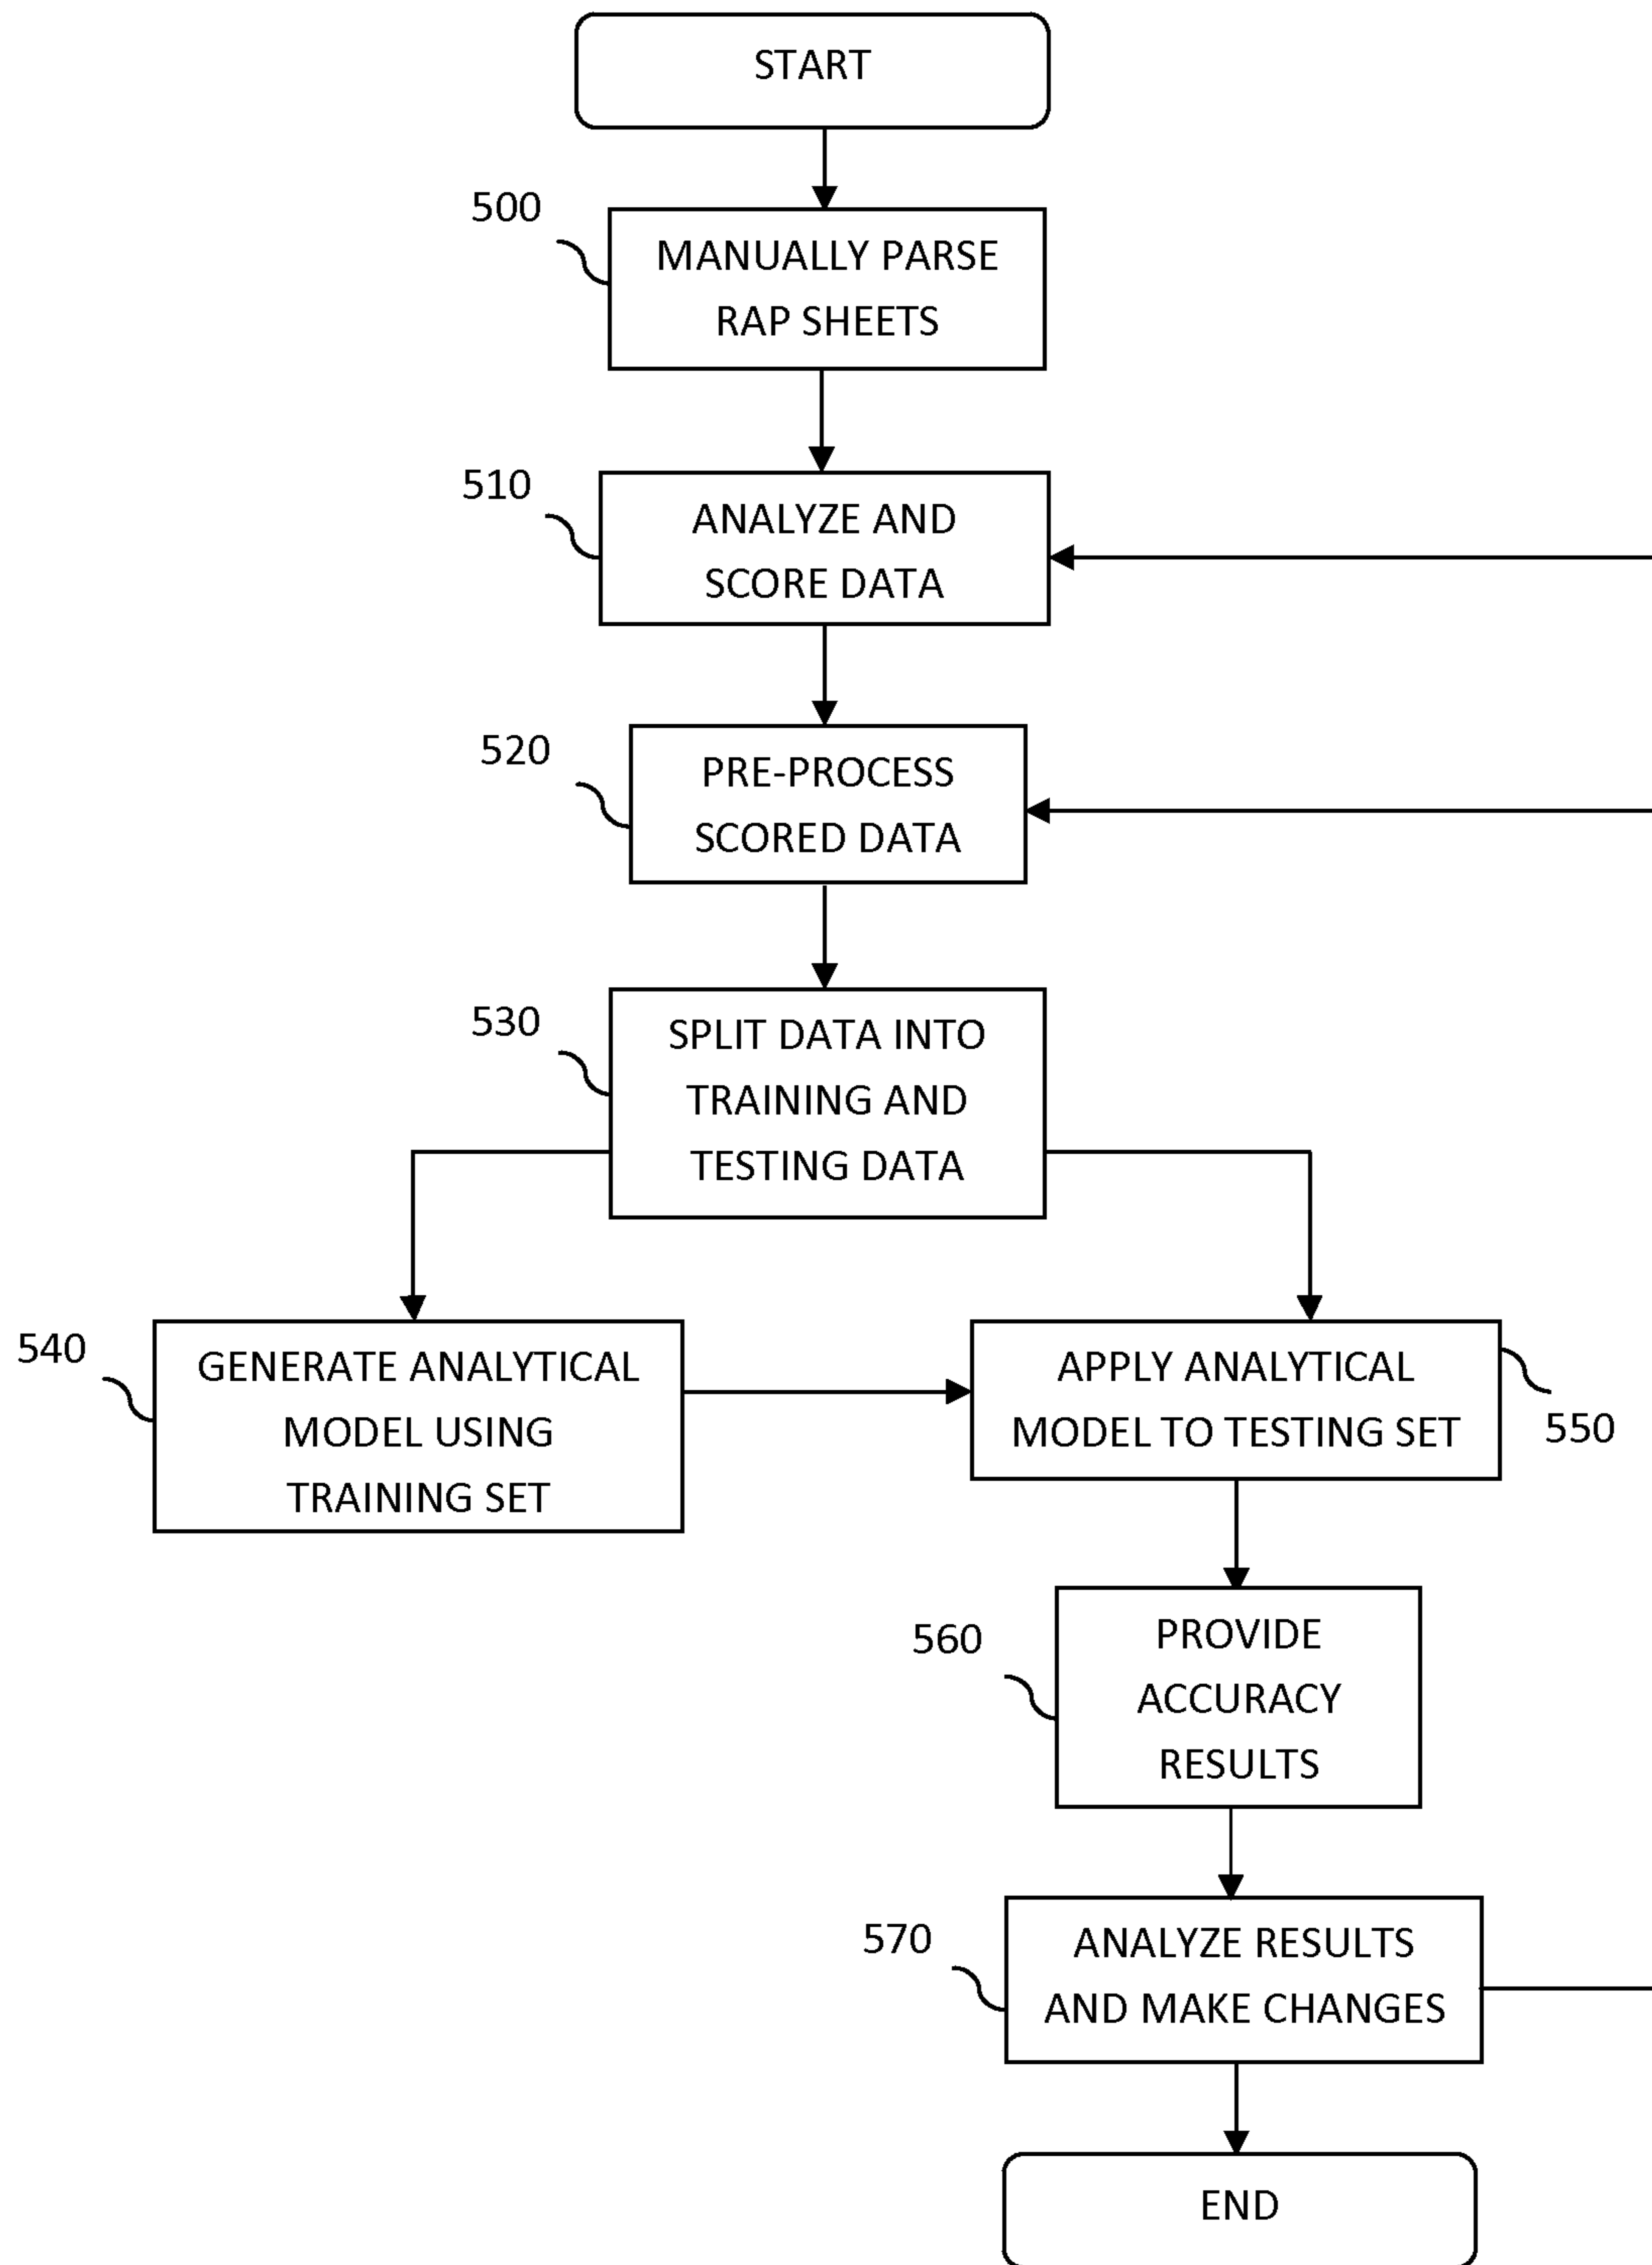 START
500
MANUALLY PARSE
RAP SHEETS
510
ANALYZE AND
SCORE DATA
520
PRE-PROCESS
SCORED DATA
530
SPLIT DATA INTO
TRAINING AND
TESTING DATA
540
GENERATE ANALYTICAL
MODEL USING
TRAINING SET
APPLY ANALYTICAL
MODEL TO TESTING SET
550
560
PROVIDE
ACCURACY
RESULTS
570
ANALYZE RESULTS
AND MAKE CHANGES
END